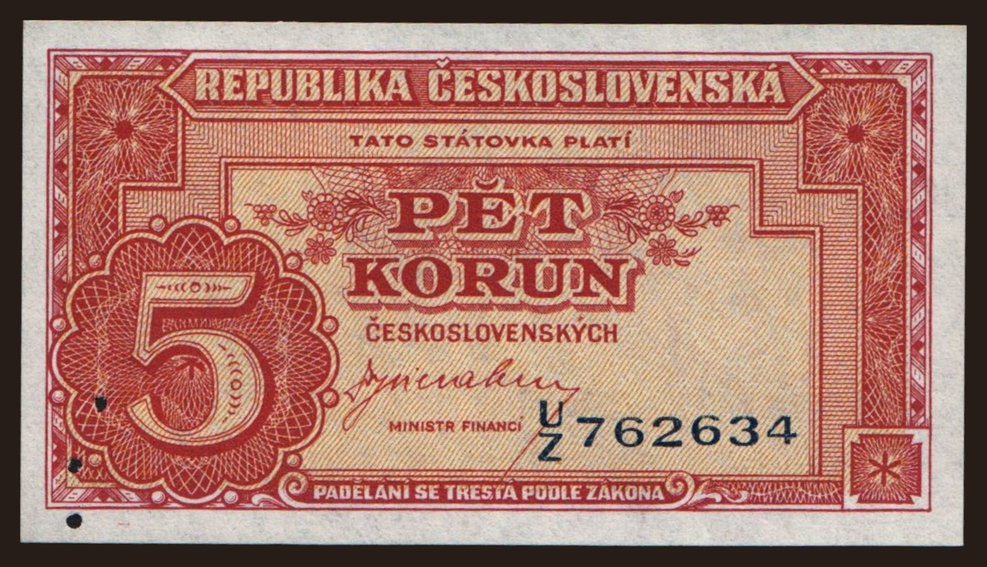 REPUBLIKA ČESKOSLOVENSKÁ
TATO STÁTOVKA PLATÍ
PĚT
KORUN
ČESKOSLOVENSKÝCH
5
MINISTR FINANCÍ
U/Z 762634
PADĚLÁNÍ SE TRESTÁ PODLE ZÁKONA